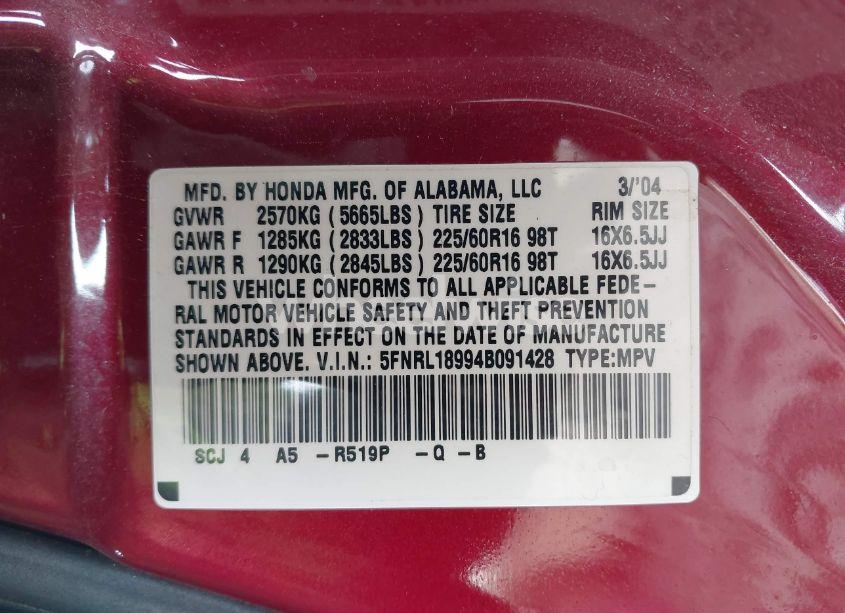 MFD. BY HONDA MFG. OF ALABAMA, LLC 3/'04
GVWR 2570KG (5665LBS) TIRE SIZE RIM SIZE
GAWR F 1285KG (2833LBS) 225/60R16 98T 16X6.5JJ
GAWR R 1290KG (2845LBS) 225/60R16 98T 16X6.5JJ
THIS VEHICLE CONFORMS TO ALL APPLICABLE FEDE-
RAL MOTOR VEHICLE SAFETY AND THEFT PREVENTION
STANDARDS IN EFFECT ON THE DATE OF MANUFACTURE
SHOWN ABOVE. V.I.N.: 5FNRL18994B091428 TYPE:MPV
SCJ 4 A5 -R519P -Q -B